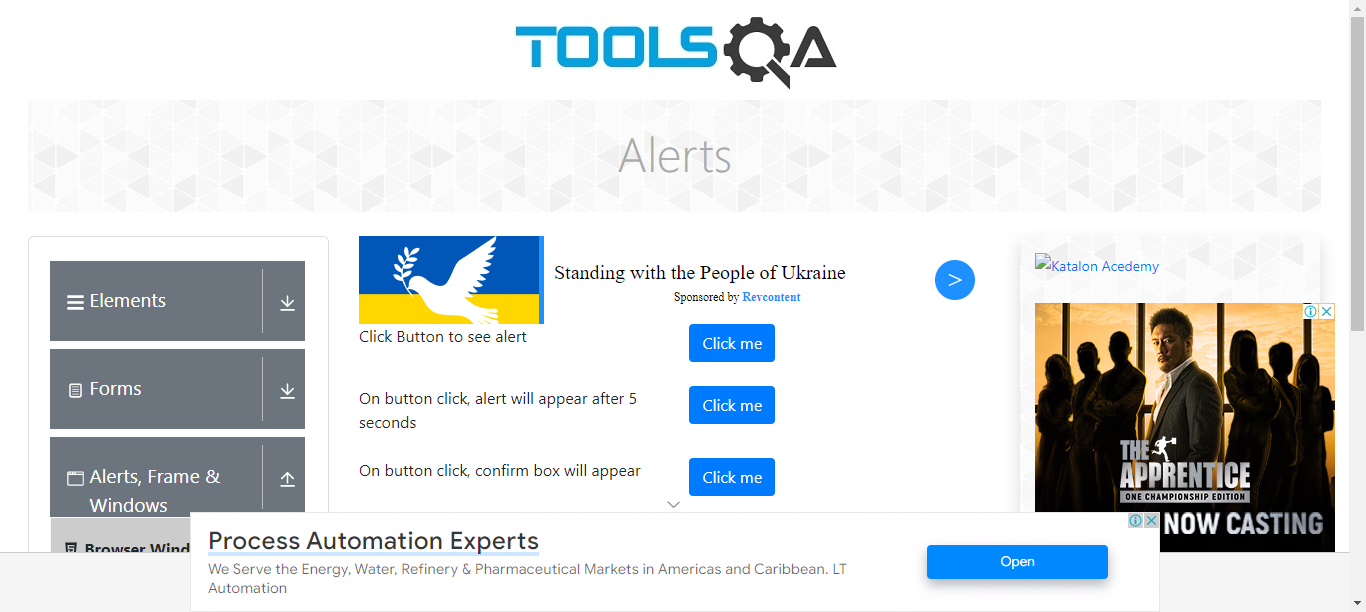 TOOLSQA
Alerts
Elements
Forms
Alerts, Frame &
Windows
Browser Wind
Standing with the People of Ukraine
Sponsored by Revcontent
>
Click Button to see alert
Click me
On button click, alert will appear after 5
seconds
Click me
On button click, confirm box will appear
Click me
Katalon Acedemy
THE
APPRENTICE
ONE CHAMPIONSHIP EDITION
NOW CASTING
Process Automation Experts
We Serve the Energy, Water, Refinery & Pharmaceutical Markets in Americas and Caribbean. LT
Automation
Open